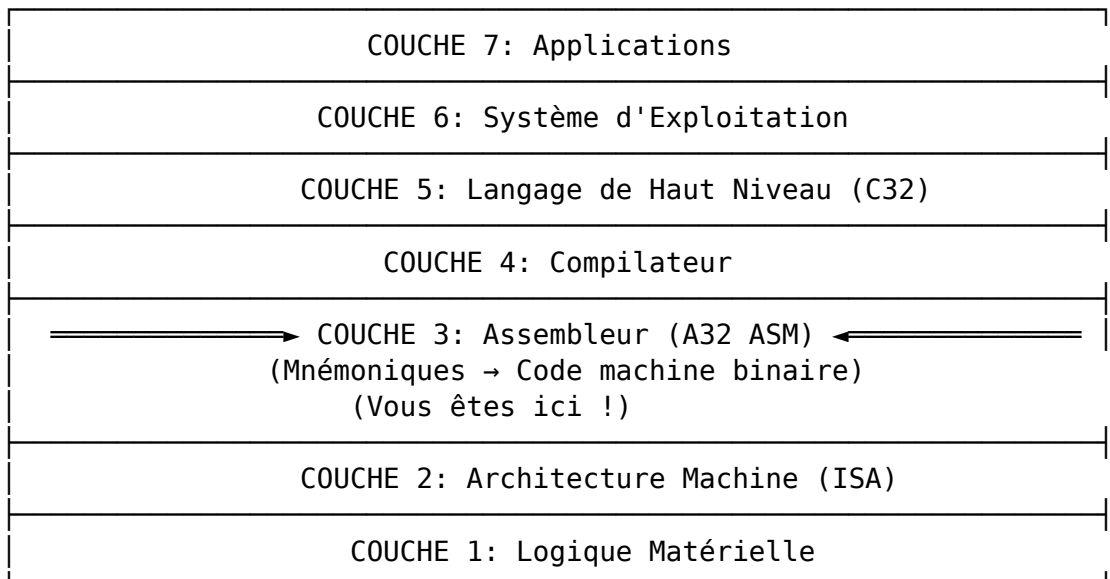 COUCHE 7: Applications
COUCHE 6: Système d'Exploitation
COUCHE 5: Langage de Haut Niveau (C32)
COUCHE 4: Compilateur
COUCHE 3: Assembleur (A32 ASM)
(Mnémoniques → Code machine binaire)
(Vous êtes ici !)
COUCHE 2: Architecture Machine (ISA)
COUCHE 1: Logique Matérielle